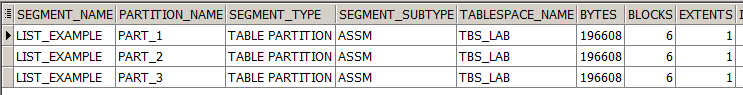 SEGMENT_NAME PARTITION_NAME SEGMENT_TYPE SEGMENT_SUBTYPE TABLESPACE_NAME BYTES BLOCKS EXTENTS
LIST_EXAMPLE PART_1 TABLE PARTITION ASSM TBS_LAB 196608 6 1
LIST_EXAMPLE PART_2 TABLE PARTITION ASSM TBS_LAB 196608 6 1
LIST_EXAMPLE PART_3 TABLE PARTITION ASSM TBS_LAB 196608 6 1